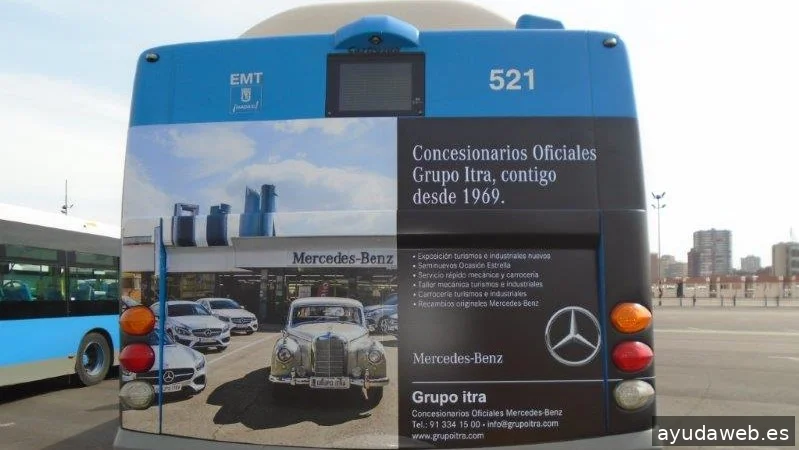 EMT
¡MADRID!
521
Concesionarios Oficiales
Grupo Itra, contigo
desde 1969.
Mercedes-Benz
• Exposición turismos e industriales nuevos
• Seminuevos Ocasión Estrella
• Servicio rápido mecánica y carrocería
• Taller mecánica turismos e industriales
• Carrocería turismos e industriales
• Recambios originales Mercedes-Benz
Mercedes-Benz
GRUPO ITRA
Grupo itra
Concesionarios Oficiales Mercedes-Benz
Tel.: 91 334 15 00 • info@grupoitra.com
www.grupoitra.com
ayudaweb.es